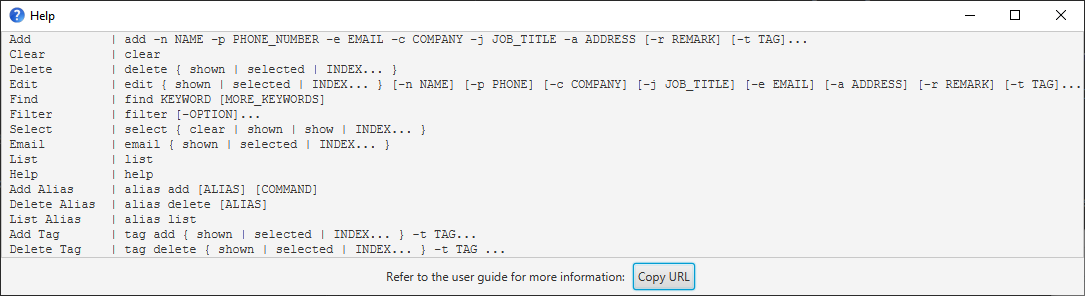 Help
Add | add -n NAME -p PHONE_NUMBER -e EMAIL -c COMPANY -j JOB_TITLE -a ADDRESS [-r REMARK] [-t TAG]...
Clear | clear
Delete | delete { shown | selected | INDEX... }
Edit | edit { shown | selected | INDEX... } [-n NAME] [-p PHONE] [-c COMPANY] [-j JOB_TITLE] [-e EMAIL] [-a ADDRESS] [-r REMARK] [-t TAG]...
Find | find KEYWORD [MORE_KEYWORDS]
Filter | filter [-OPTION]...
Select | select { clear | shown | show | INDEX... }
Email | email { shown | selected | INDEX... }
List | list
Help | help
Add Alias | alias add [ALIAS] [COMMAND]
Delete Alias | alias delete [ALIAS]
List Alias | alias list
Add Tag | tag add { shown | selected | INDEX... } -t TAG...
Delete Tag | tag delete { shown | selected | INDEX... } -t TAG ...
Refer to the user guide for more information: Copy URL